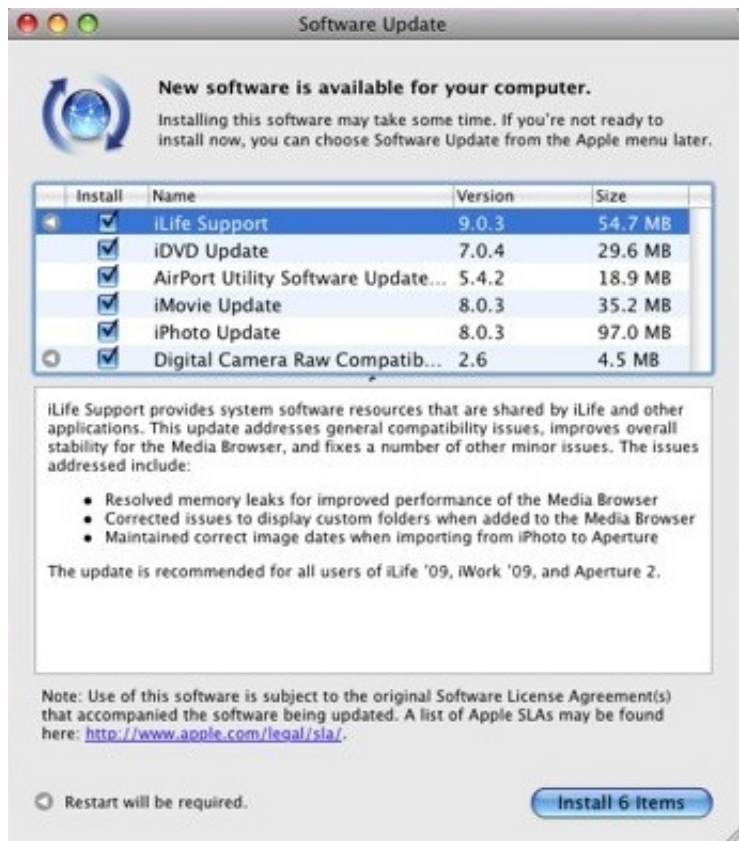 Software Update
New software is available for your computer.
Installing this software may take some time. If you're not ready to
install now, you can choose Software Update from the Apple menu later.
Install Name Version Size
iLife Support 9.0.3 54.7 MB
iDVD Update 7.0.4 29.6 MB
AirPort Utility Software Update... 5.4.2 18.9 MB
iMovie Update 8.0.3 35.2 MB
iPhoto Update 8.0.3 97.0 MB
Digital Camera Raw Compatib... 2.6 4.5 MB
iLife Support provides system software resources that are shared by iLife and other
applications. This update addresses general compatibility issues, improves overall
stability for the Media Browser, and fixes a number of other minor issues. The issues
addressed include:
• Resolved memory leaks for improved performance of the Media Browser
• Corrected issues to display custom folders when added to the Media Browser
• Maintained correct image dates when importing from iPhoto to Aperture
The update is recommended for all users of iLife '09, iWork '09, and Aperture 2.
Note: Use of this software is subject to the original Software License Agreement(s)
that accompanied the software being updated. A list of Apple SLAs may be found
here: http://www.apple.com/legal/sla/.
Restart will be required.
Install 6 Items